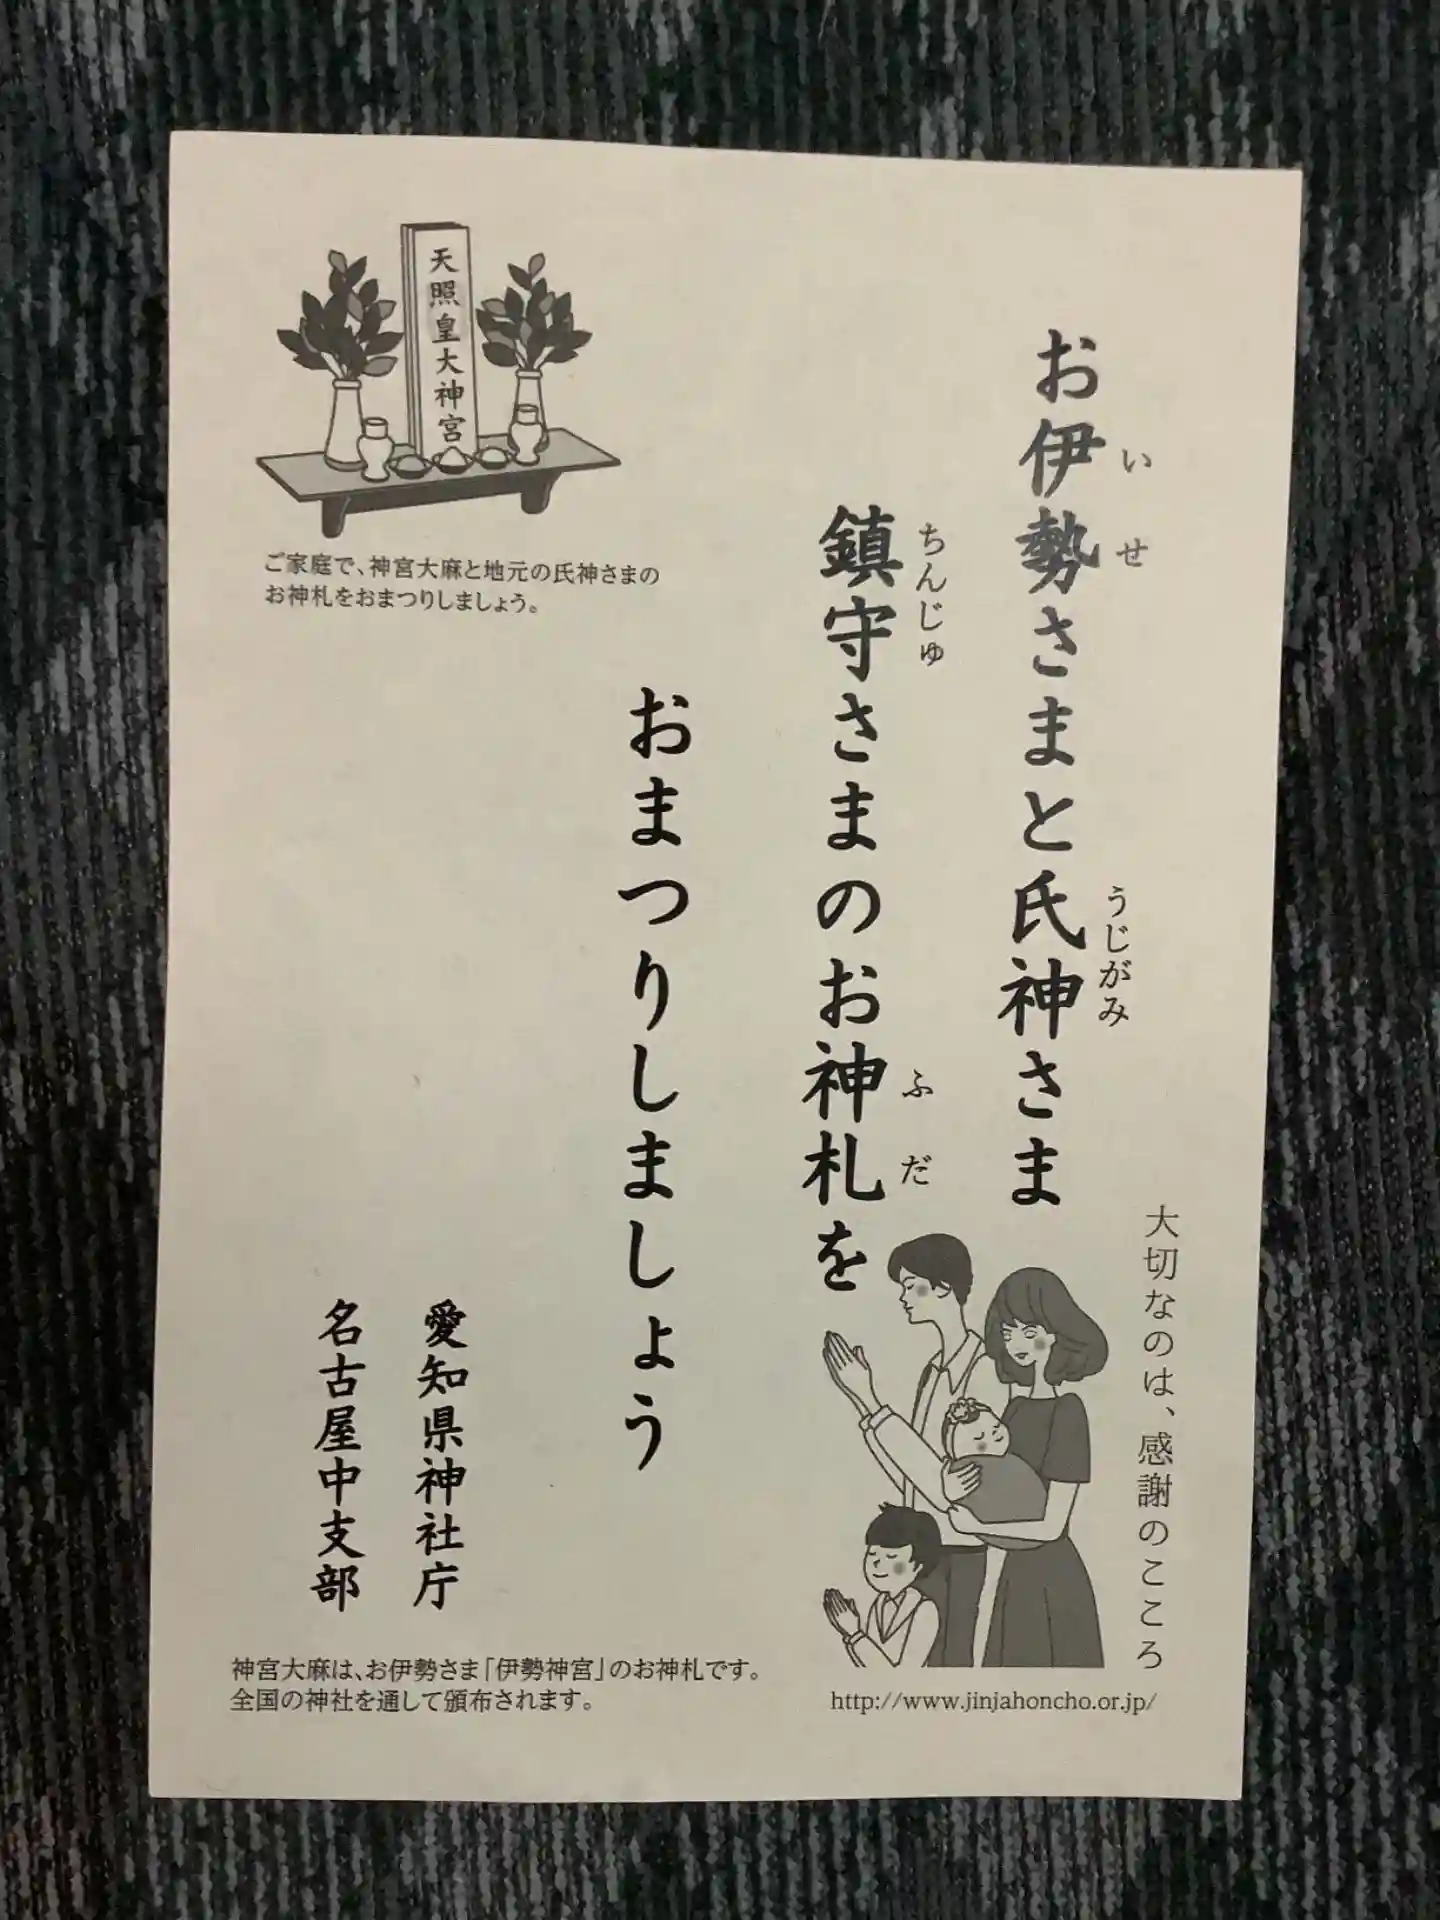 大切なのは、感謝のこころ
お伊勢さまと氏神さま
いせ
うじがみ
鎮守さまのお神札を
ちんじゅ
ふだ
おまつりしましょう
天照皇大神宮
ご家庭で、神宮大麻と地元の氏神さまの
お神札をおまつりしましょう。
愛知県神社庁
名古屋中支部
神宮大麻は、お伊勢さま「伊勢神宮」のお神札です。
全国の神社を通して頒布されます。
http://www.jinjahoncho.or.jp/